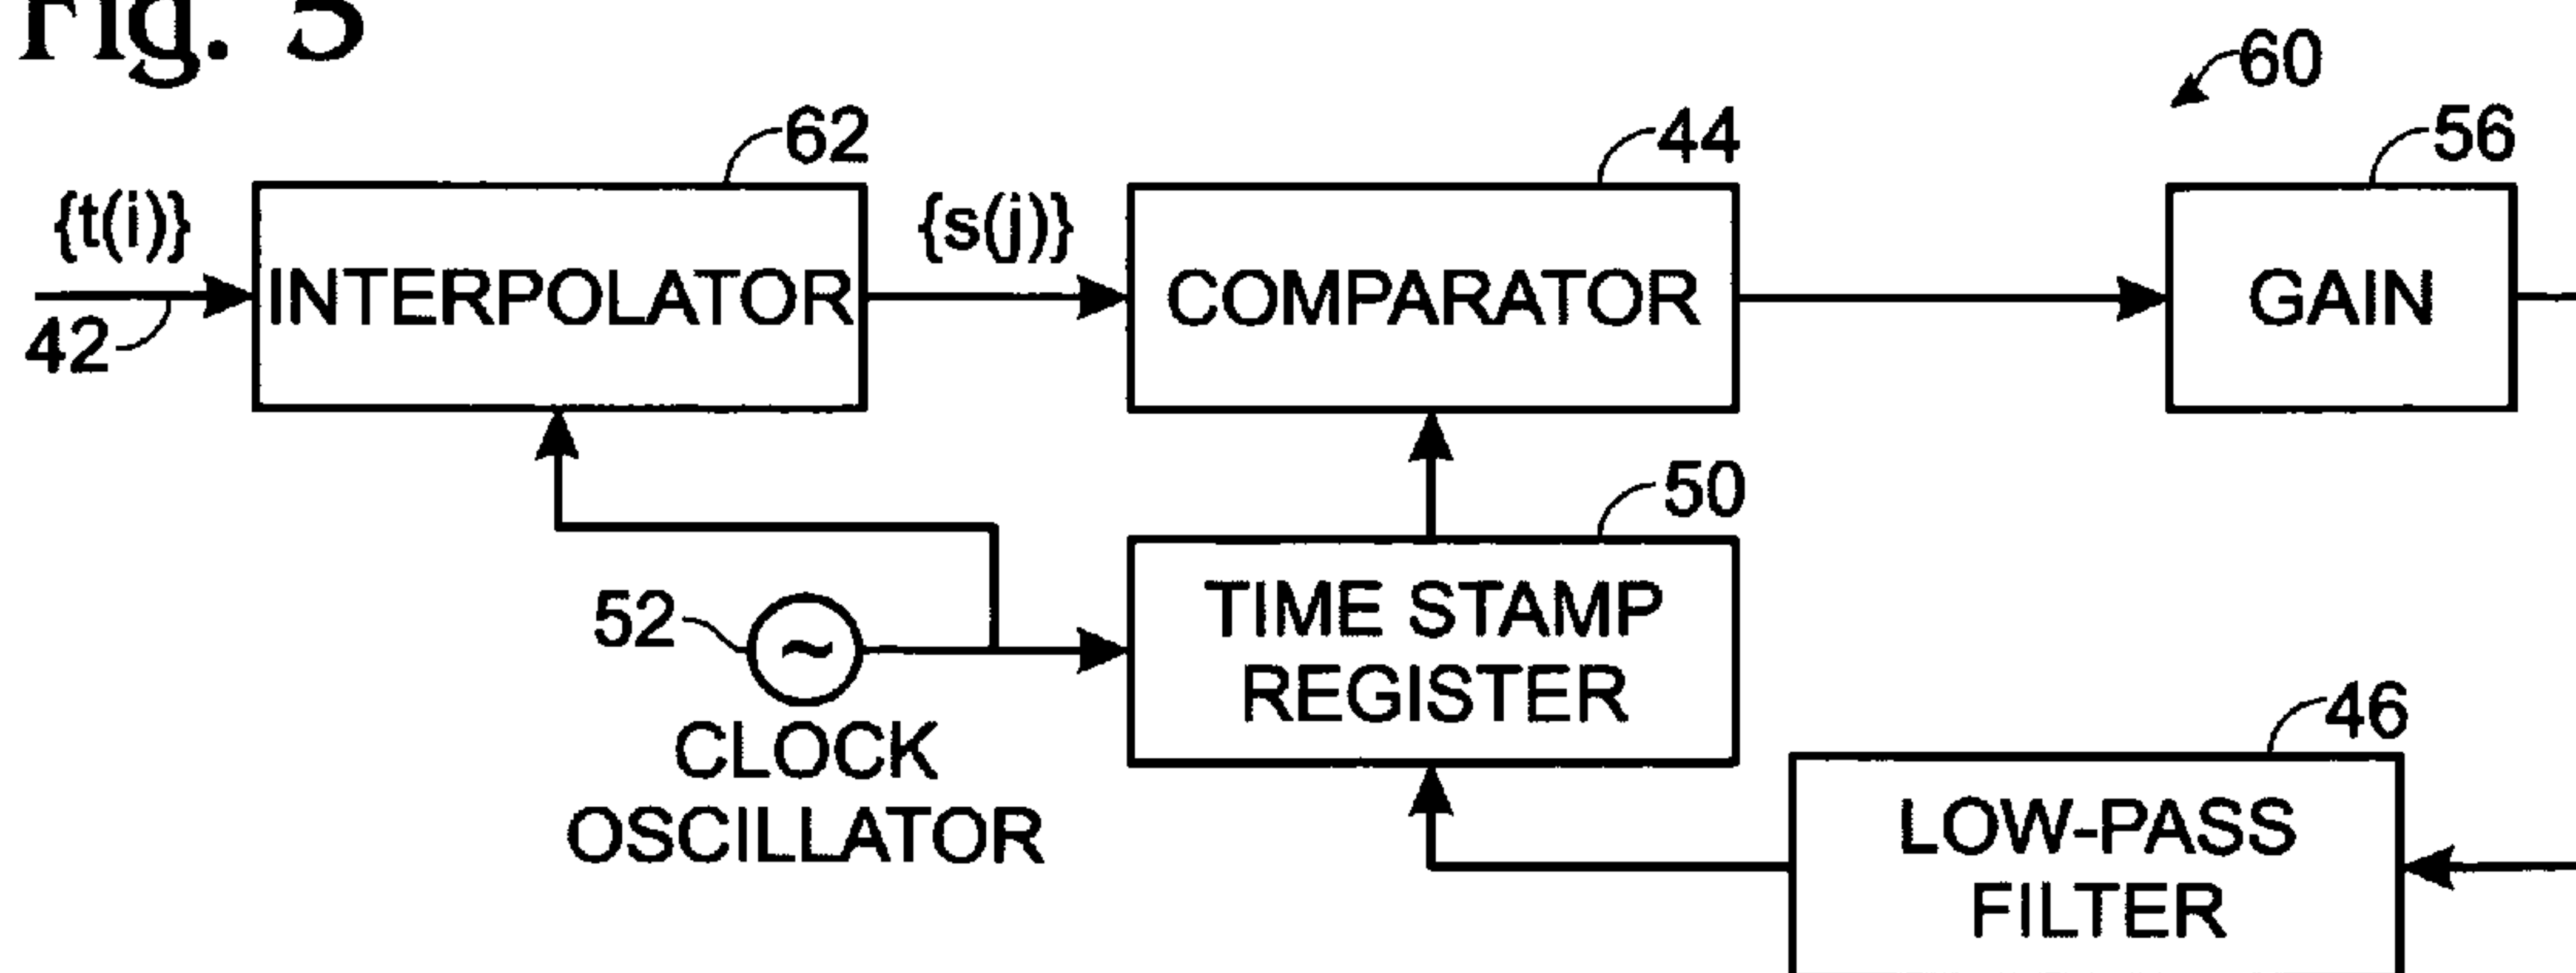 Fig. 5
60
62
44
56
{t(i)}
{s(j)}
INTERPOLATOR
COMPARATOR
GAIN
42
50
52
~
TIME STAMP
REGISTER
CLOCK
OSCILLATOR
46
LOW-PASS
FILTER